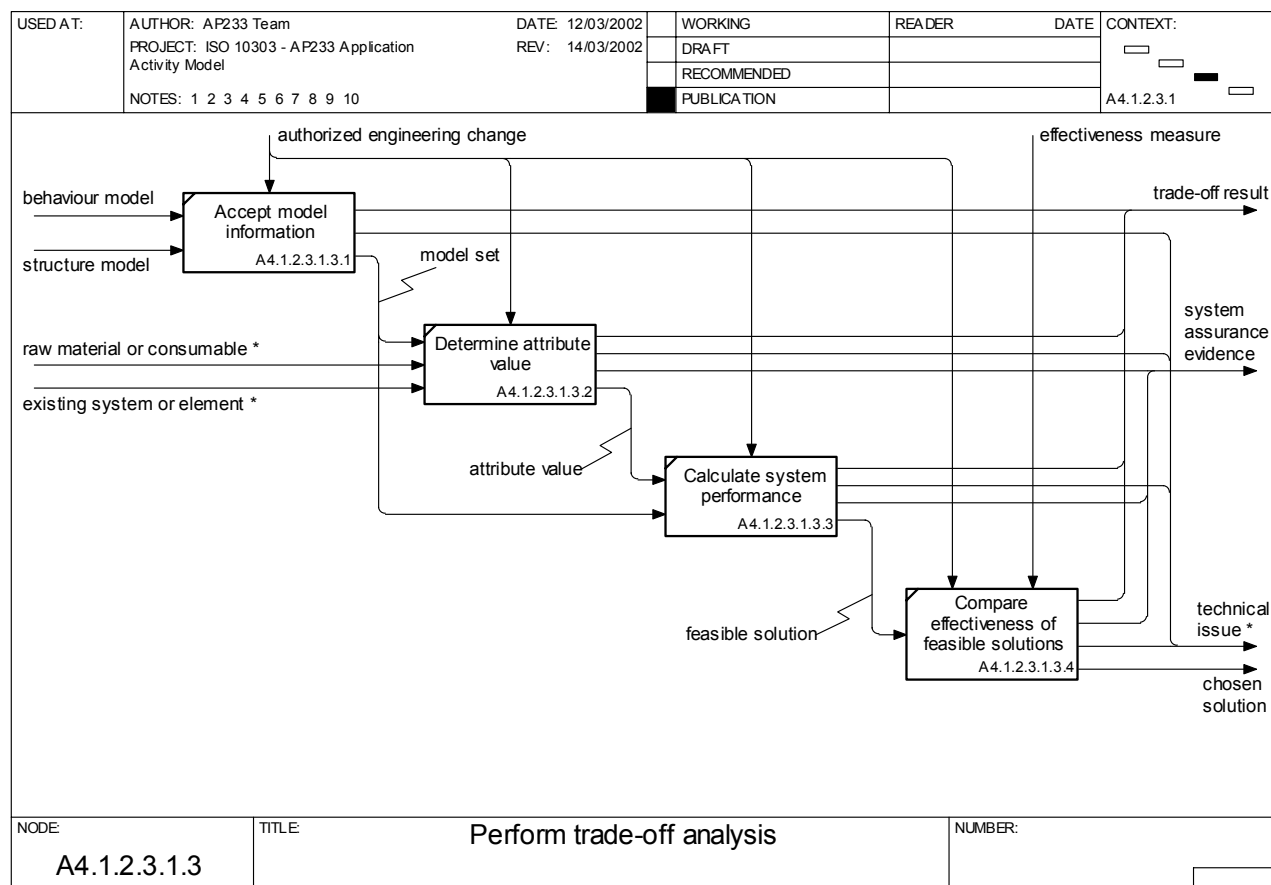 USED AT:
AUTHOR: AP233 Team
DATE: 12/03/2002
PROJECT: ISO 10303 - AP233 Application
Activity Model
REV: 14/03/2002
NOTES: 1 2 3 4 5 6 7 8 9 10
WORKING
DRAFT
RECOMMENDED
PUBLICATION
READER
DATE
CONTEXT:
A4.1.2.3.1
authorized engineering change
effectiveness measure
behaviour model
structure model
Accept model
information
A4.1.2.3.1.3.1
trade-off result
model set
raw material or consumable *
existing system or element *
Determine attribute
value
A4.1.2.3.1.3.2
system
assurance
evidence
attribute value
Calculate system
performance
A4.1.2.3.1.3.3
feasible solution
Compare
effectiveness of
feasible solutions
A4.1.2.3.1.3.4
technical
issue *
chosen
solution
NODE:
A4.1.2.3.1.3
TITLE:
Perform trade-off analysis
NUMBER: